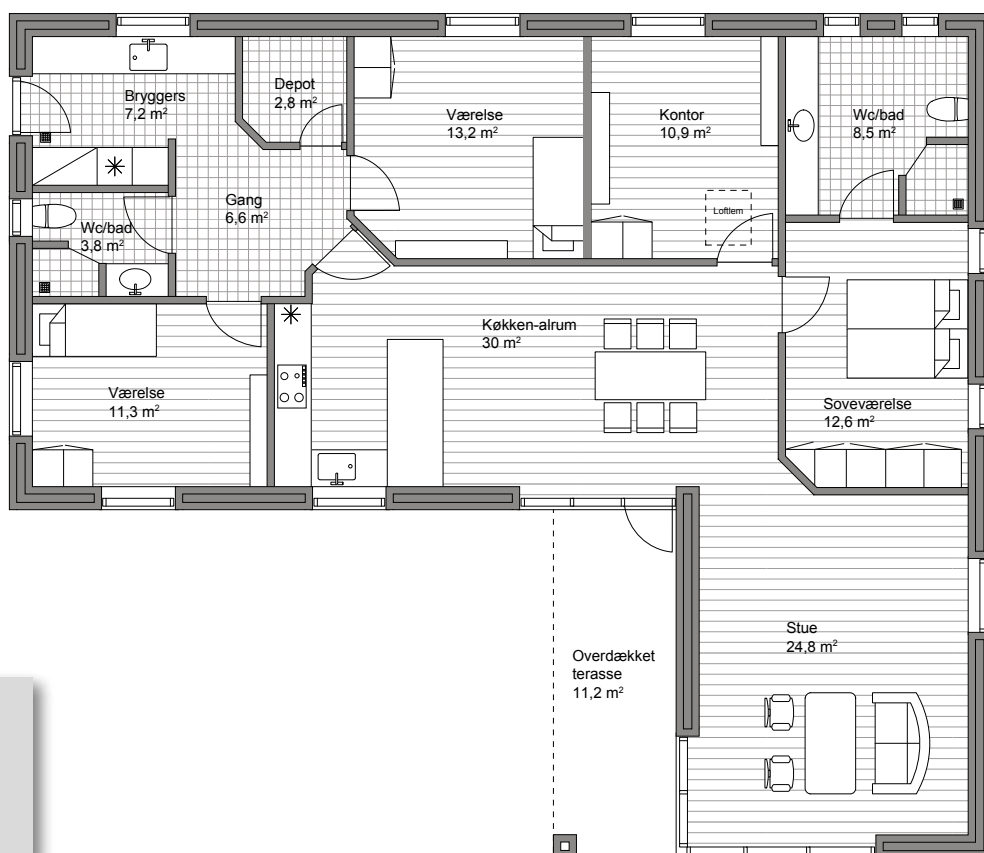 Bryggers
7,2 m²
Depot
2,8 m²
Værelse
13,2 m²
Kontor
10,9 m²
Wc/bad
8,5 m²
Gang
6,6 m²
Loftlem
Wc/bad
3,8 m²
Køkken-alrum
30 m²
Værelse
11,3 m²
Soveværelse
12,6 m²
Stue
24,8 m²
Overdækket
terasse
11,2 m²